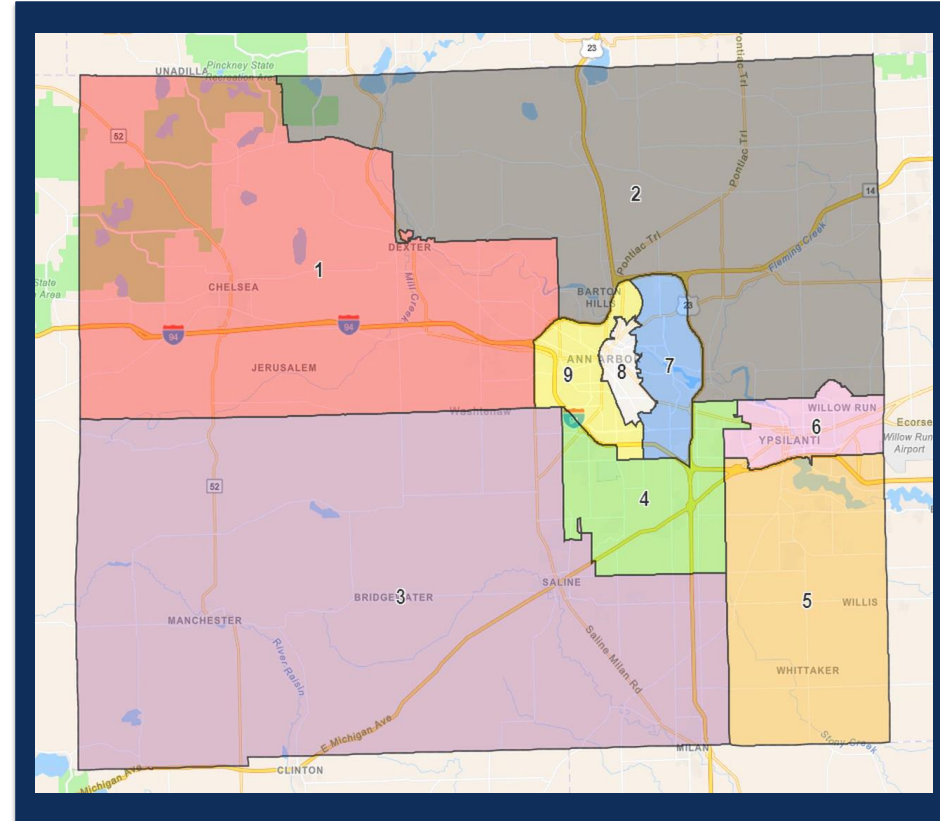 23
Pontiac Trl
Pinckney State
Recreation Area
UNADILLA
52
14
2
Pontiac Trl
Pontiac Trl
Fleming Creek
DEXTER
State
Area
1
Mill Creek
CHELSEA
BARTON
HILLS
23
94
94
JERUSALEM
ANN ARBOR
9
8
7
Washtenaw
WILLOW RUN
6
YPSILANTI
Ecorse
Willow Run
Airport
52
4
SALINE
BRIDGEWATER
3
MANCHESTER
5
WILLIS
River Raisin
Saline Milan Rd
WHITTAKER
E Michigan Ave
Stony Creek
MILAN
CLINTON
Michigan Ave